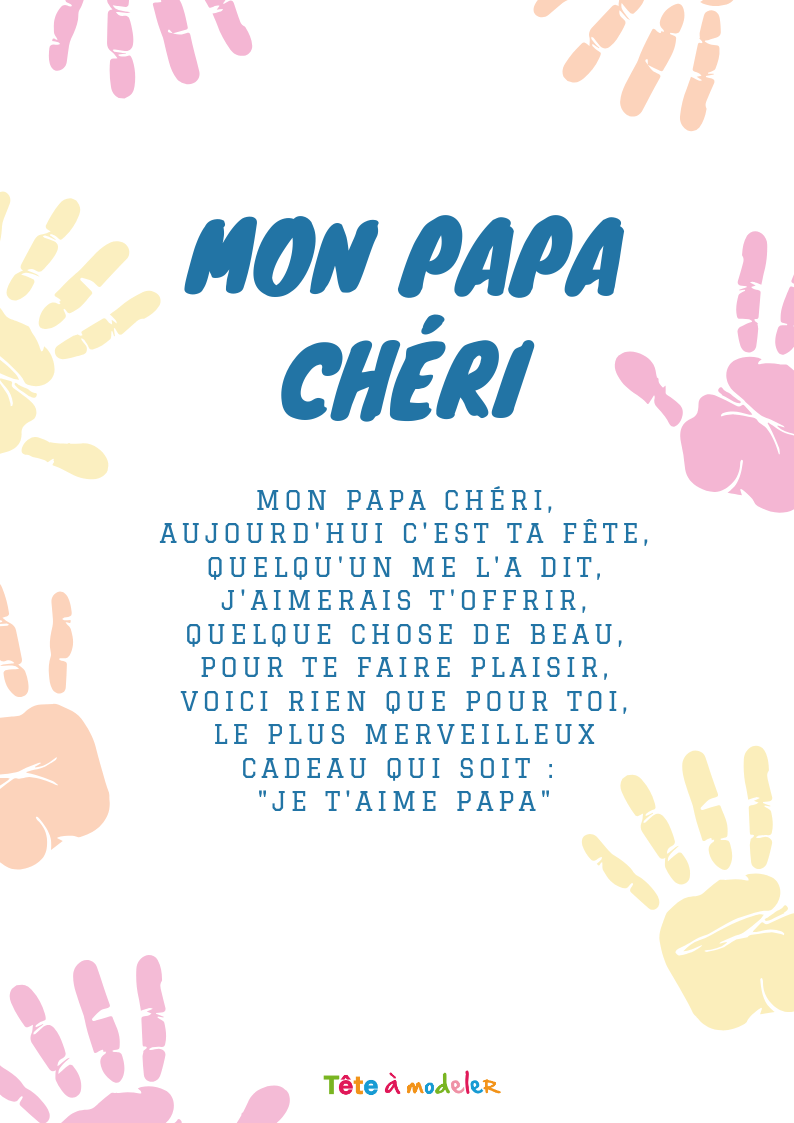 MON PAPA
CHÉRI
MON PAPA CHÉRI,
AUJOURD'HUI C'EST TA FÊTE,
QUELQU'UN ME L'A DIT,
J'AIMERAIS T'OFFRIR,
QUELQUE CHOSE DE BEAU,
POUR TE FAIRE PLAISIR,
VOICI RIEN QUE POUR TOI,
LE PLUS MERVEILLEUX
CADEAU QUI SOIT :
"JE T'AIME PAPA"
Tête à modeler